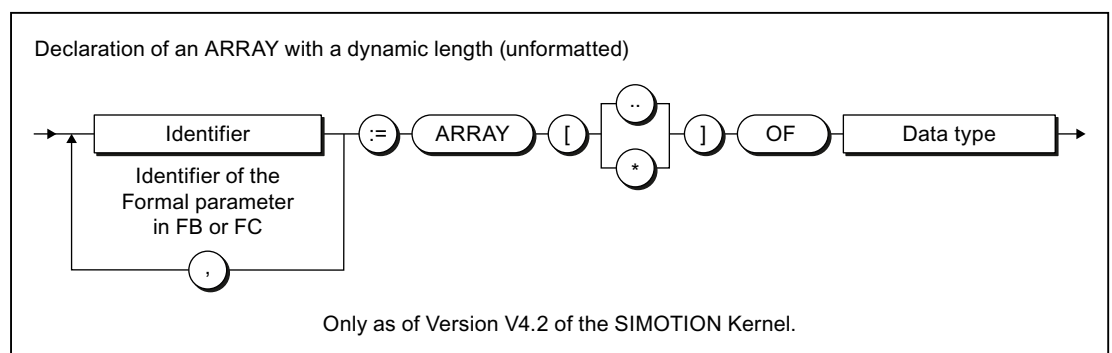 Declaration of an ARRAY with a dynamic length (unformatted)
Identifier := ARRAY [ .. * ] OF Data type
Identifier of the
Formal parameter
in FB or FC
,
Only as of Version V4.2 of the SIMOTION Kernel.